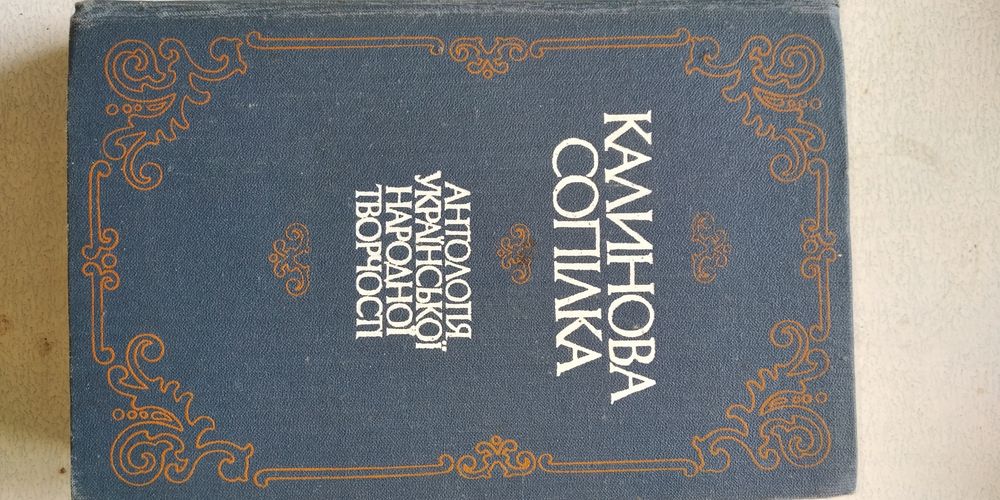 КАЛИНОВА
СОПІЛКА
АНТОЛОГІЯ
УКРАЇНСЬКОЇ
НАРОДНОЇ
ТВОРЧОСТІ